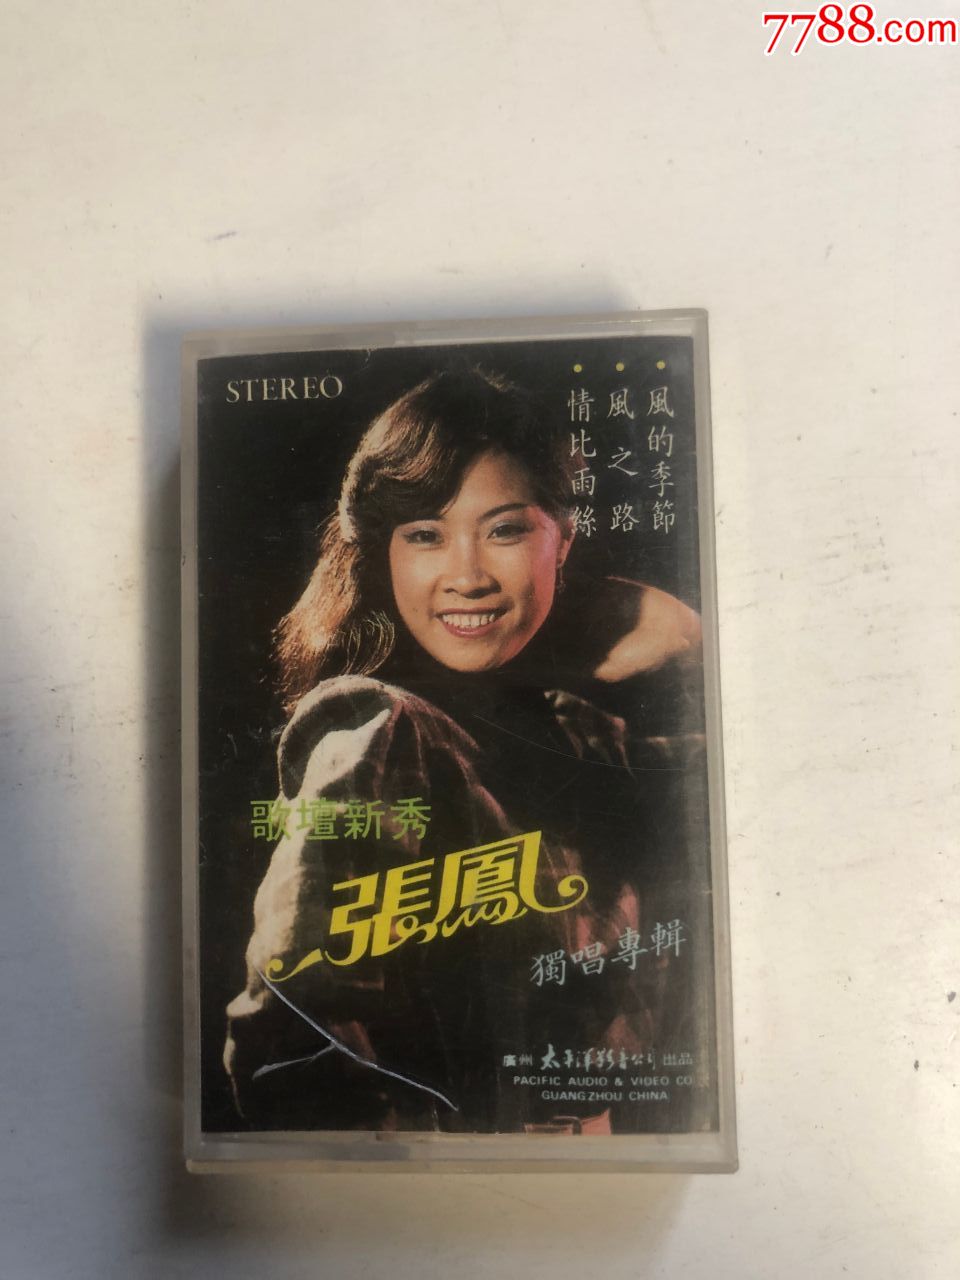 7788.com
STEREO
•風的季節
•風之路
•情比雨絲
歌壇新秀
張鳳
獨唱專輯
廣州太平洋影音公司出品
PACIFIC AUDIO & VIDEO CO
GUANGZHOU CHINA